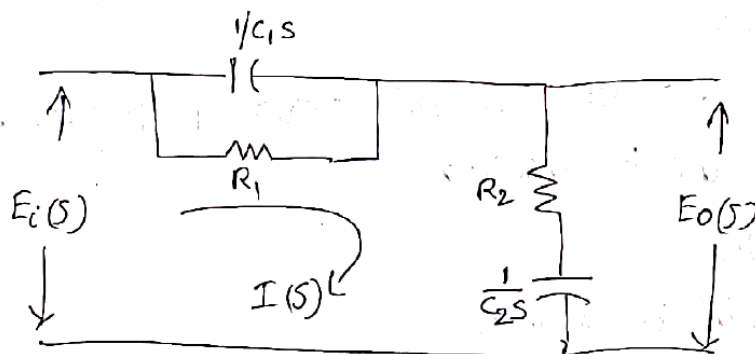 1/C₁S
R₁
Ei(S)
I(S)
R₂
1/C₂S
Eo(S)